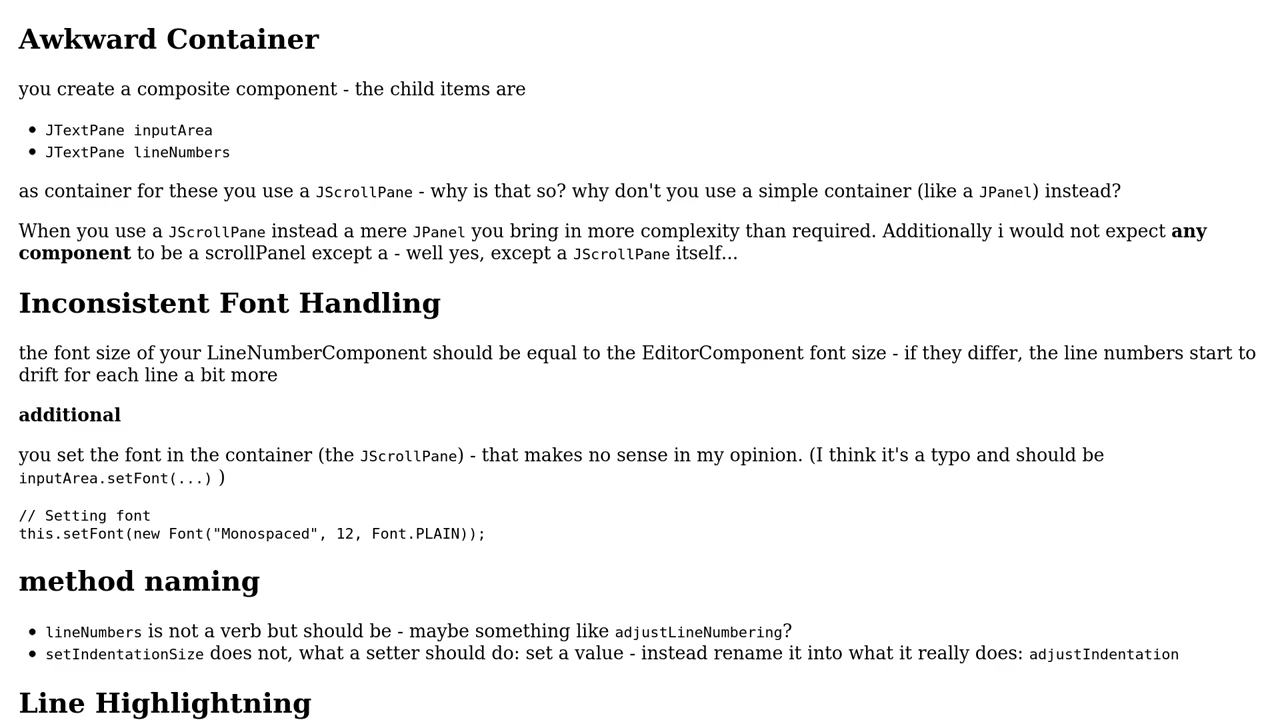 Awkward Container
you create a composite component - the child items are
• JTextPane inputArea
• JTextPane lineNumbers
as container for these you use a JScrollPane - why is that so? why don't you use a simple container (like a JPanel) instead?
When you use a JScrollPane instead a mere JPanel you bring in more complexity than required. Additionally i would not expect any
component to be a scrollPanel except a - well yes, except a JScrollPane itself...
Inconsistent Font Handling
the font size of your LineNumberComponent should be equal to the EditorComponent font size - if they differ, the line numbers start to
drift for each line a bit more
additional
you set the font in the container (the JScrollPane) - that makes no sense in my opinion. (I think it's a typo and should be
inputArea.setFont(...) )
// Setting font
this.setFont(new Font("Monospaced", 12, Font.PLAIN));
method naming
• lineNumbers is not a verb but should be - maybe something like adjustLineNumbering?
• setIndentationSize does not, what a setter should do: set a value - instead rename it into what it really does: adjustIndentation
Line Highlightning